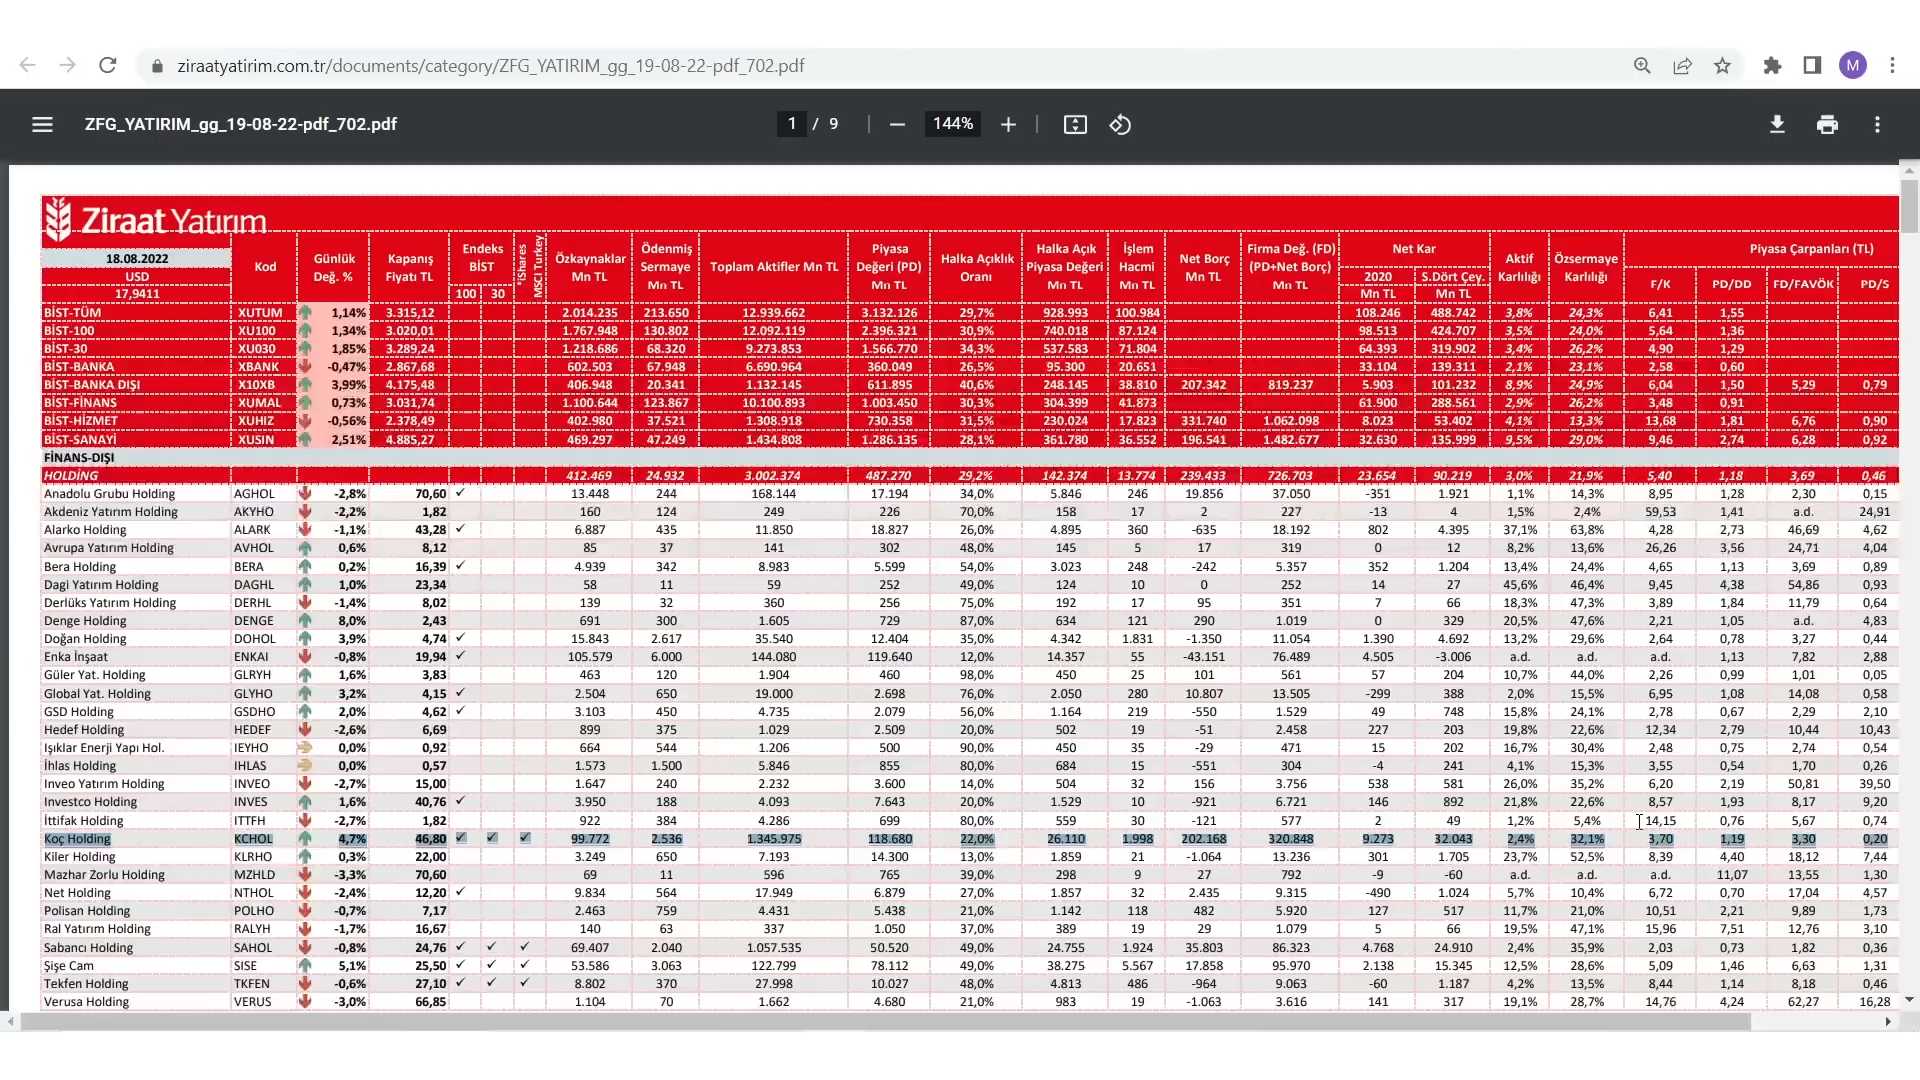 ziraatyatirim.com.tr/documents/category/ZFG_YATIRIM_gg_19-08-22-pdf_702.pdf
M
ZFG_YATIRIM_gg_19-08-22-pdf_702.pdf
1 / 9
144%
Ziraat Yatırım
18.08.2022
USD
17,9411
Kod
Günlük Değ. %
Kapanış Fiyatı TL
Endeks BİST
100 30
*iShares MSCI Turkey
Özkaynaklar Mn TL
Ödenmiş Sermaye Mn TL
Toplam Aktifler Mn TL
Piyasa Değeri (PD) Mn TL
Halka Açıklık Oranı
Halka Açık Piyasa Değeri Mn TL
İşlem Hacmi Mn TL
Net Borç Mn TL
Firma Değ. (FD) (PD+Net Borç) Mn TL
Net Kar
2020 Mn TL
S.Dört Çey. Mn TL
Aktif Karlılığı
Özsermaye Karlılığı
Piyasa Çarpanları (TL)
F/K PD/DD FD/FAVÖK PD/S
BİST-TÜM XUTUM 1,14% 3.315,12 2.014.235 213.650 12.939.662 3.132.126 29,7% 928.993 100.984 108.246 488.742 3,8% 24,3% 6,41 1,55
BİST-100 XU100 1,34% 3.020,01 1.767.948 130.802 12.092.119 2.396.321 30,9% 740.018 87.124 98.513 424.707 3,5% 24,0% 5,64 1,36
BİST-30 XU030 1,85% 3.289,24 1.218.686 68.320 9.273.853 1.566.770 34,3% 537.583 71.804 64.393 319.902 3,4% 26,2% 4,90 1,29
BİST-BANKA XBANK -0,47% 2.867,68 602.503 67.948 6.690.964 360.049 26,5% 95.300 20.651 33.104 139.311 2,1% 23,1% 2,58 0,60
BİST-BANKA DIŞI X10XB 3,99% 4.175,48 406.948 20.341 1.132.145 611.895 40,6% 248.145 38.810 207.342 819.237 5.903 101.232 8,9% 24,9% 6,04 1,50 5,29 0,79
BİST-FİNANS XUMAL 0,73% 3.031,74 1.100.644 123.867 10.100.893 1.003.450 30,3% 304.399 41.873 61.900 288.561 2,9% 26,2% 3,48 0,91
BİST-HİZMET XUHIZ -0,56% 2.378,49 402.980 37.521 1.308.918 730.358 31,5% 230.024 17.823 331.740 1.062.098 8.023 53.402 4,1% 13,3% 13,68 1,81 6,76 0,90
BİST-SANAYİ XUSIN 2,51% 4.885,27 469.297 47.249 1.434.808 1.286.135 28,1% 361.780 36.552 196.541 1.482.677 32.630 135.999 9,5% 29,0% 9,46 2,74 6,28 0,92
FİNANS-DIŞI
HOLDİNG 412.469 24.932 3.002.374 487.270 29,2% 142.374 13.774 239.433 726.703 23.654 90.219 3,0% 21,9% 5,40 1,18 3,69 0,46
Anadolu Grubu Holding AGHOL -2,8% 70,60 ✓ 13.448 244 168.144 17.194 34,0% 5.846 246 19.856 37.050 -351 1.921 1,1% 14,3% 8,95 1,28 2,30 0,15
Akdeniz Yatırım Holding AKYHO -2,2% 1,82 160 124 249 226 70,0% 158 17 2 227 -13 4 1,5% 2,4% 59,53 1,41 a.d. 24,91
Alarko Holding ALARK -1,1% 43,28 ✓ 6.887 435 11.850 18.827 26,0% 4.895 360 -635 18.192 802 4.395 37,1% 63,8% 4,28 2,73 46,69 4,62
Avrupa Yatırım Holding AVHOL 0,6% 8,12 85 37 141 302 48,0% 145 5 17 319 0 12 8,2% 13,6% 26,26 3,56 24,71 4,04
Bera Holding BERA 0,2% 16,39 ✓ 4.939 342 8.983 5.599 54,0% 3.023 248 -242 5.357 352 1.204 13,4% 24,4% 4,65 1,13 3,69 0,89
Dagi Yatırım Holding DAGHL 1,0% 23,34 58 11 59 252 49,0% 124 10 0 252 14 27 45,6% 46,4% 9,45 4,38 54,86 0,93
Derlüks Yatırım Holding DERHL -1,4% 8,02 139 32 360 256 75,0% 192 17 95 351 7 66 18,3% 47,3% 3,89 1,84 11,79 0,64
Denge Holding DENGE 8,0% 2,43 691 300 1.605 729 87,0% 634 121 290 1.019 0 329 20,5% 47,6% 2,21 1,05 a.d. 4,83
Doğan Holding DOHOL 3,9% 4,74 ✓ 15.843 2.617 35.540 12.404 35,0% 4.342 1.831 -1.350 11.054 1.390 4.692 13,2% 29,6% 2,64 0,78 3,27 0,44
Enka İnşaat ENKAI -0,8% 19,94 ✓ 105.579 6.000 144.080 119.640 12,0% 14.357 55 -43.151 76.489 4.505 -3.006 a.d. a.d. a.d. 1,13 7,82 2,88
Güler Yat. Holding GLRYH 1,6% 3,83 463 120 1.904 460 98,0% 450 25 101 561 57 204 10,7% 44,0% 2,26 0,99 1,01 0,05
Global Yat. Holding GLYHO 3,2% 4,15 ✓ 2.504 650 19.000 2.698 76,0% 2.050 280 10.807 13.505 -299 388 2,0% 15,5% 6,95 1,08 14,08 0,58
GSD Holding GSDHO 2,0% 4,62 ✓ 3.103 450 4.735 2.079 56,0% 1.164 219 -550 1.529 49 748 15,8% 24,1% 2,78 0,67 2,29 2,10
Hedef Holding HEDEF -2,6% 6,69 899 375 1.029 2.509 20,0% 502 19 -51 2.458 227 203 19,8% 22,6% 12,34 2,79 10,44 10,43
Işıklar Enerji Yapı Hol. IEYHO 0,0% 0,92 664 544 1.206 500 90,0% 450 35 -29 471 15 202 16,7% 30,4% 2,48 0,75 2,74 0,54
İhlas Holding IHLAS 0,0% 0,57 1.573 1.500 5.846 855 80,0% 684 15 -551 304 -4 241 4,1% 15,3% 3,55 0,54 1,70 0,26
Inveo Yatırım Holding INVEO -2,7% 15,00 1.647 240 2.232 3.600 14,0% 504 32 156 3.756 538 581 26,0% 35,2% 6,20 2,19 50,81 39,50
Investco Holding INVES 1,6% 40,76 ✓ 3.950 188 4.093 7.643 20,0% 1.529 10 -921 6.721 146 892 21,8% 22,6% 8,57 1,93 8,17 9,20
İttifak Holding ITTFH -2,7% 1,82 922 384 4.286 699 80,0% 559 30 -121 577 2 49 1,2% 5,4% 14,15 0,76 5,67 0,74
Koç Holding KCHOL 4,7% 46,80 ✓ ✓ ✓ 99.772 2.536 1.345.975 118.680 22,0% 26.110 1.998 202.168 320.848 9.273 32.043 2,4% 32,1% 3,70 1,19 3,30 0,20
Kiler Holding KLRHO 0,3% 22,00 3.249 650 7.193 14.300 13,0% 1.859 21 -1.064 13.236 301 1.705 23,7% 52,5% 8,39 4,40 18,12 7,44
Mazhar Zorlu Holding MZHLD -3,3% 70,60 69 11 596 765 39,0% 298 9 27 792 -9 -60 a.d. a.d. a.d. 11,07 13,55 1,30
Net Holding NTHOL -2,4% 12,20 ✓ 9.834 564 17.949 6.879 27,0% 1.857 32 2.435 9.315 -490 1.024 5,7% 10,4% 6,72 0,70 17,04 4,57
Polisan Holding POLHO -0,7% 7,17 2.463 759 4.431 5.438 21,0% 1.142 118 482 5.920 127 517 11,7% 21,0% 10,51 2,21 9,89 1,73
Ral Yatırım Holding RALYH -1,7% 16,67 140 63 337 1.050 37,0% 389 19 29 1.079 5 66 19,5% 47,1% 15,96 7,51 12,76 3,10
Sabancı Holding SAHOL -0,8% 24,76 ✓ ✓ ✓ 69.407 2.040 1.057.535 50.520 49,0% 24.755 1.924 35.803 86.323 4.768 24.910 2,4% 35,9% 2,03 0,73 1,82 0,36
Şişe Cam SISE 5,1% 25,50 ✓ ✓ ✓ 53.586 3.063 122.799 78.112 49,0% 38.275 5.567 17.858 95.970 2.138 15.345 12,5% 28,6% 5,09 1,46 6,63 1,31
Tekfen Holding TKFEN -0,6% 27,10 ✓ ✓ ✓ 8.802 370 27.998 10.027 48,0% 4.813 486 -964 9.063 -60 1.187 4,2% 13,5% 8,44 1,14 8,18 0,46
Verusa Holding VERUS -3,0% 66,85 1.104 70 1.662 4.680 21,0% 983 19 -1.063 3.616 141 317 19,1% 28,7% 14,76 4,24 62,27 16,28